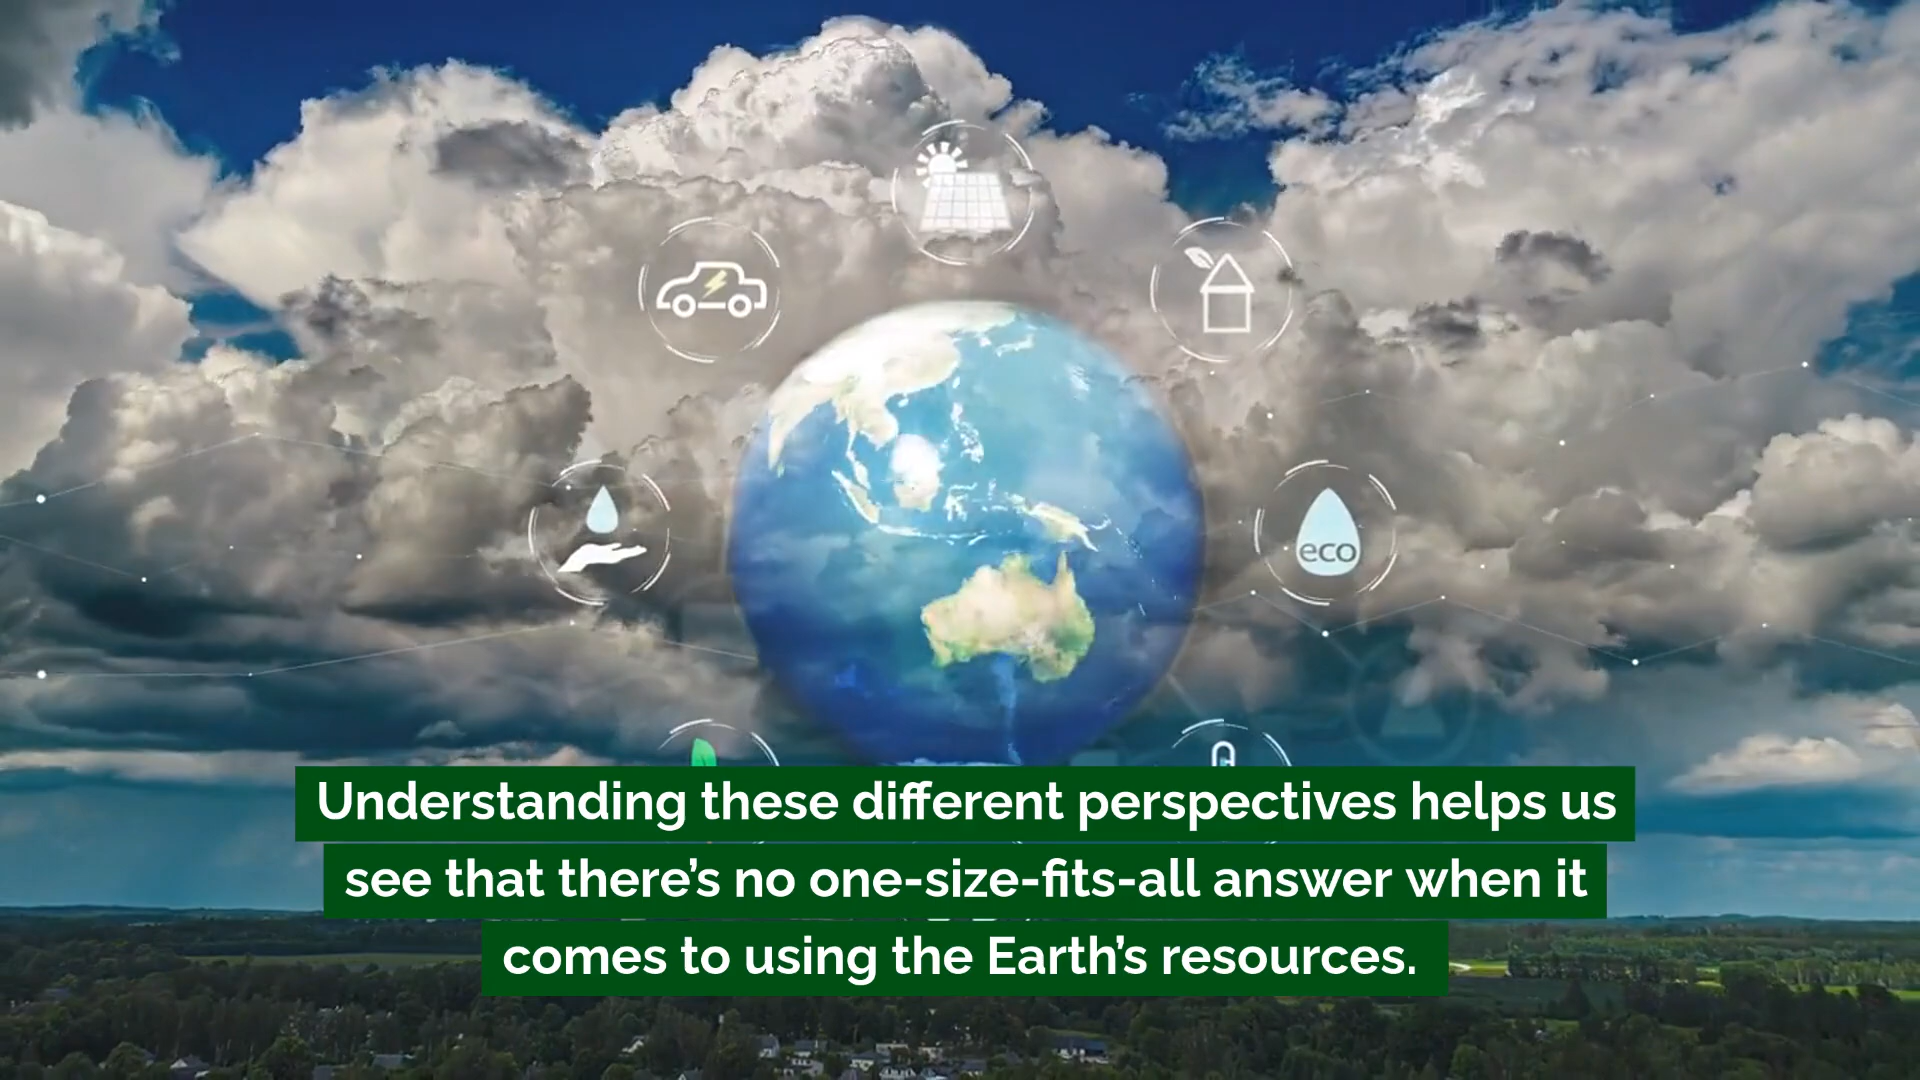 eco
Understanding these different perspectives helps us
see that there’s no one-size-fits-all answer when it
comes to using the Earth’s resources.